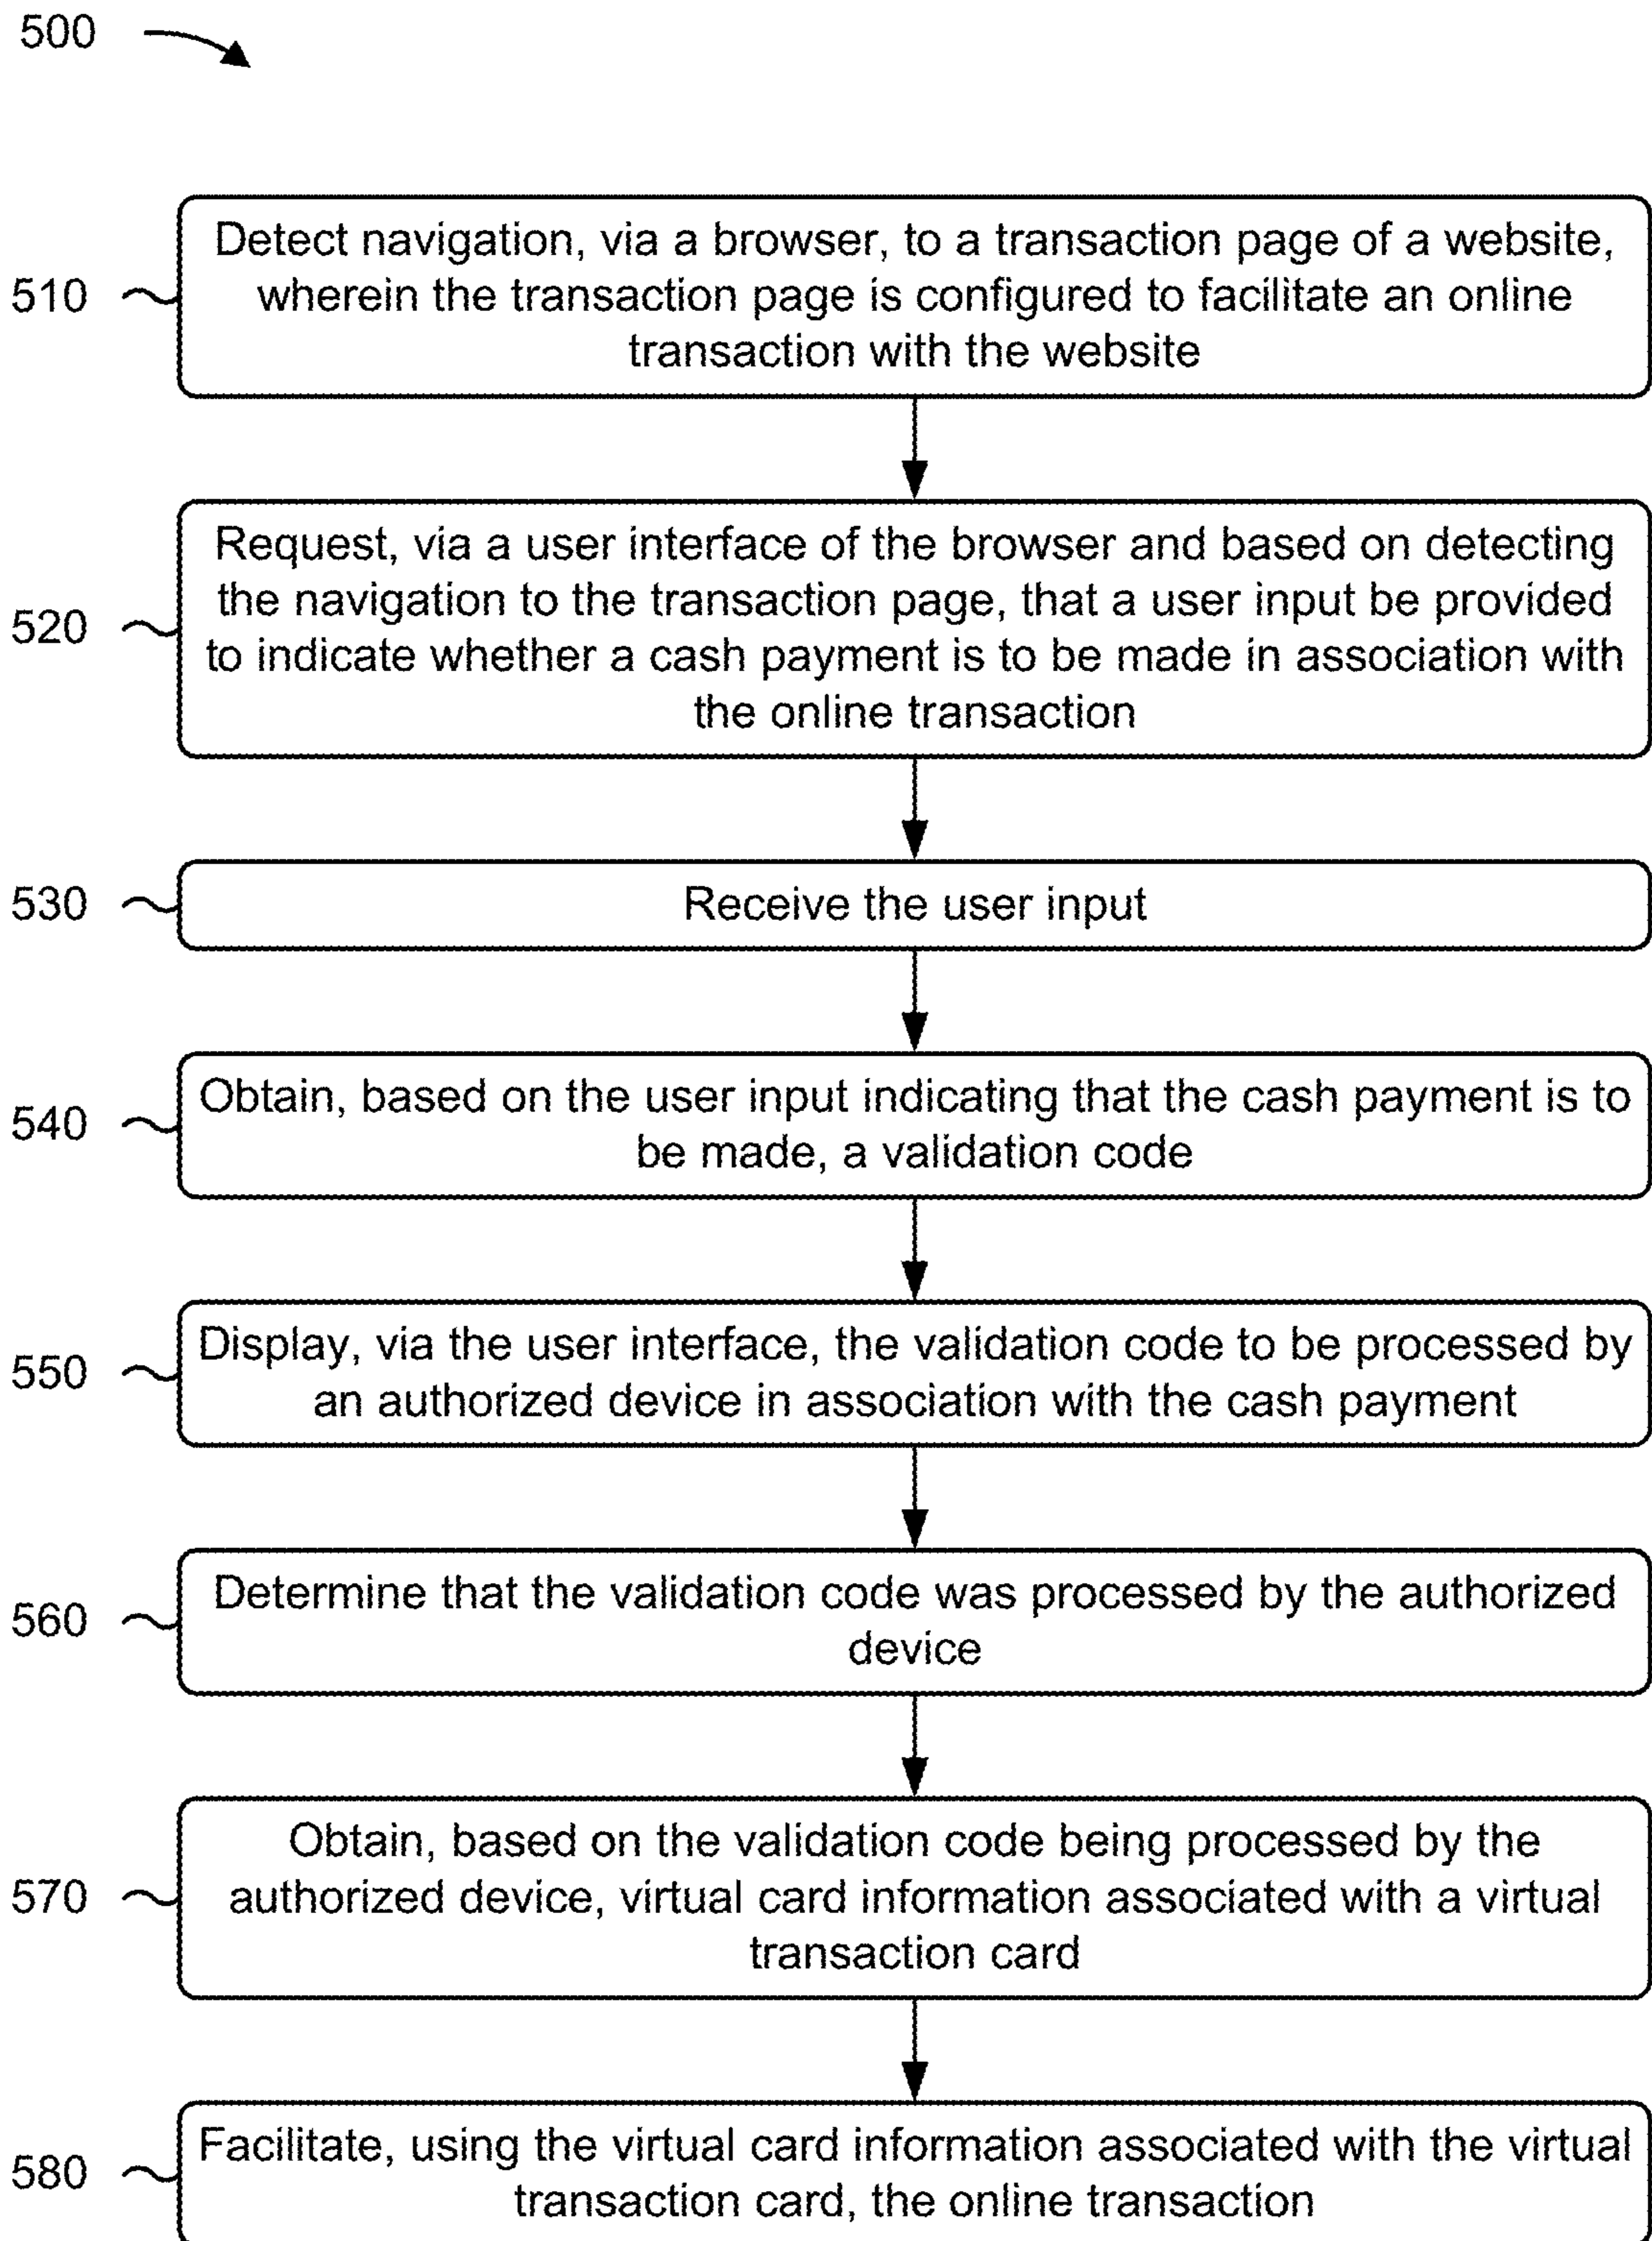 500
Detect navigation, via a browser, to a transaction page of a website,
510
wherein the transaction page is configured to facilitate an online
transaction with the website
Request, via a user interface of the browser and based on detecting
the navigation to the transaction page, that a user input be provided
520
to indicate whether a cash payment is to be made in association with
the online transaction
530
Receive the user input
540
Obtain, based on the user input indicating that the cash payment is to
be made, a validation code
550
Display, via the user interface, the validation code to be processed by
an authorized device in association with the cash payment
560
Determine that the validation code was processed by the authorized
device
Obtain, based on the validation code being processed by the
570
authorized device, virtual card information associated with a virtual
transaction card
580
Facilitate, using the virtual card information associated with the virtual
transaction card, the online transaction